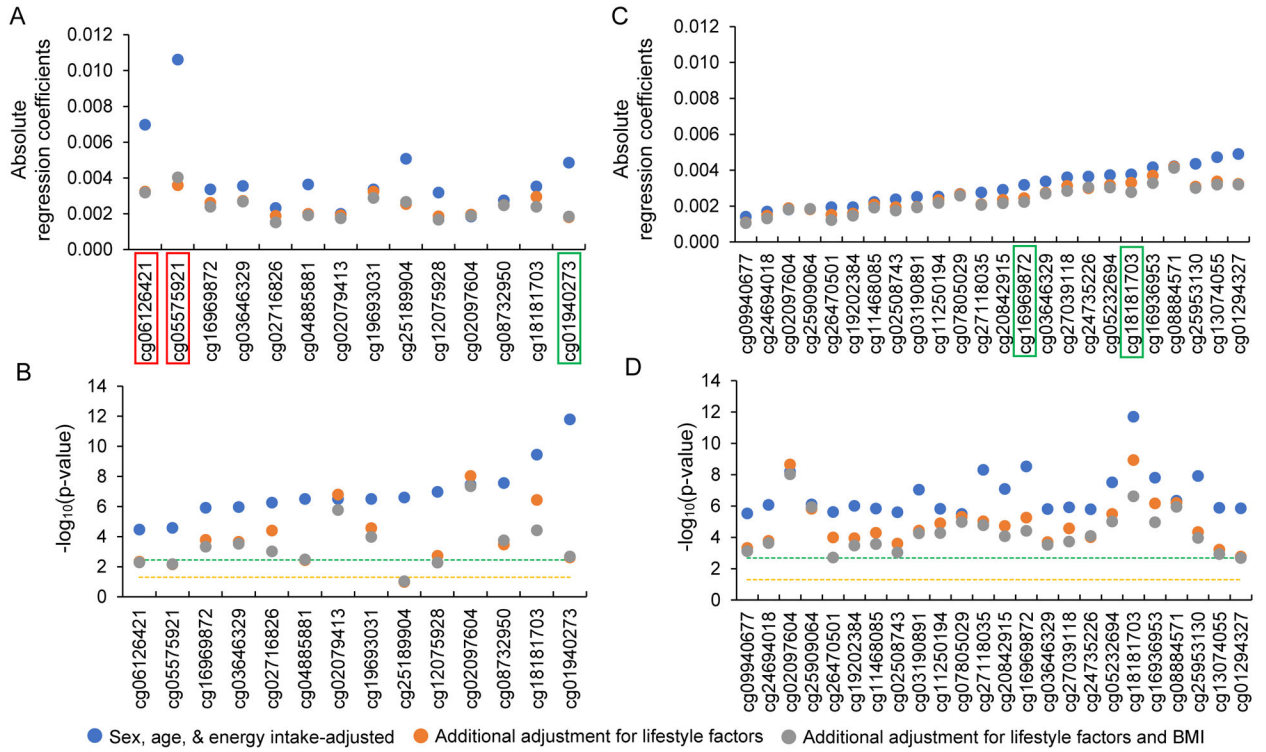 A
Absolute
regression coefficients
0.012
0.010
0.008
0.006
0.004
0.002
0.000
cg06126421
cg05575921
cg16969872
cg03646329
cg02716826
cg04885881
cg02079413
cg19693031
cg25189904
cg12075928
cg02097604
cg08732950
cg18181703
cg01940273
C
Absolute
regression coefficients
0.012
0.010
0.008
0.006
0.004
0.002
0.000
cg09940677
cg24694018
cg02097604
cg25909064
cg26470501
cg19202384
cg11468085
cg02508743
cg03190891
cg11250194
cg07805029
cg27118035
cg20842915
cg16969872
cg03646329
cg27039118
cg24735226
cg05232694
cg18181703
cg16936953
cg08884571
cg25953130
cg13074055
cg01294327
B
-log10(p-value)
14
12
10
8
6
4
2
0
cg06126421
cg05575921
cg16969872
cg03646329
cg02716826
cg04885881
cg02079413
cg19693031
cg25189904
cg12075928
cg02097604
cg08732950
cg18181703
cg01940273
D
-log10(p-value)
14
12
10
8
6
4
2
0
cg09940677
cg24694018
cg02097604
cg25909064
cg26470501
cg19202384
cg11468085
cg02508743
cg03190891
cg11250194
cg07805029
cg27118035
cg20842915
cg16969872
cg03646329
cg27039118
cg24735226
cg05232694
cg18181703
cg16936953
cg08884571
cg25953130
cg13074055
cg01294327
Sex, age, & energy intake-adjusted
Additional adjustment for lifestyle factors
Additional adjustment for lifestyle factors and BMI